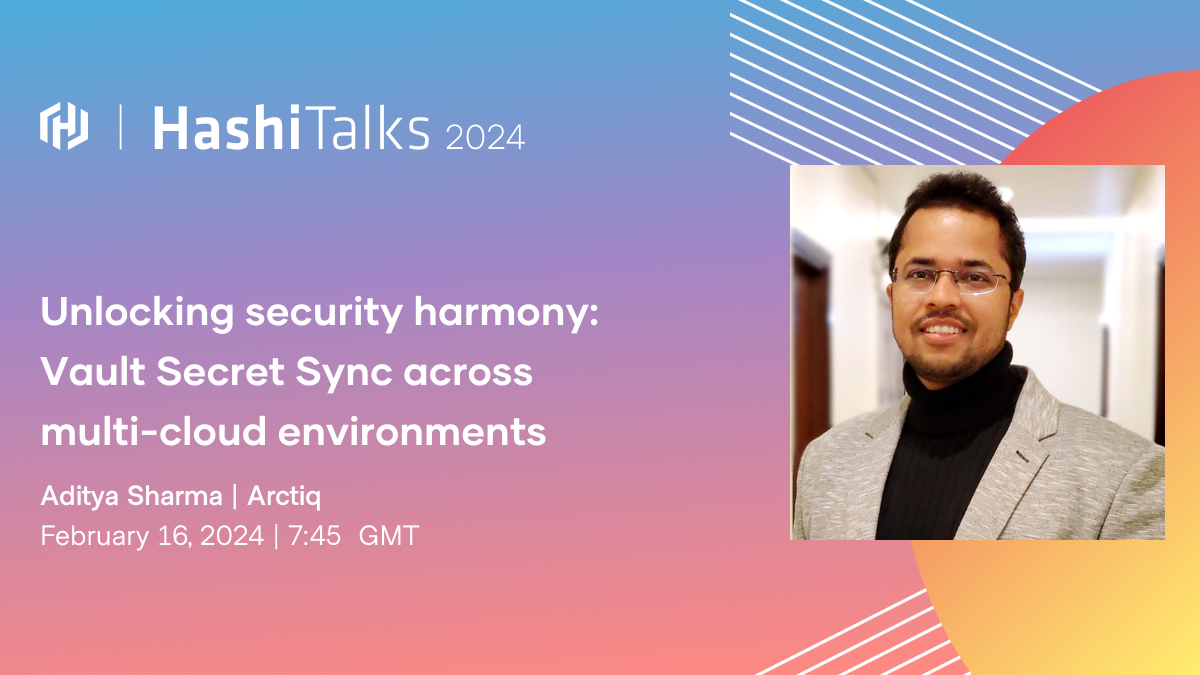 HashiTalks 2024
Unlocking security harmony:
Vault Secret Sync across
multi-cloud environments
Aditya Sharma | Arctiq
February 16, 2024 | 7:45 GMT